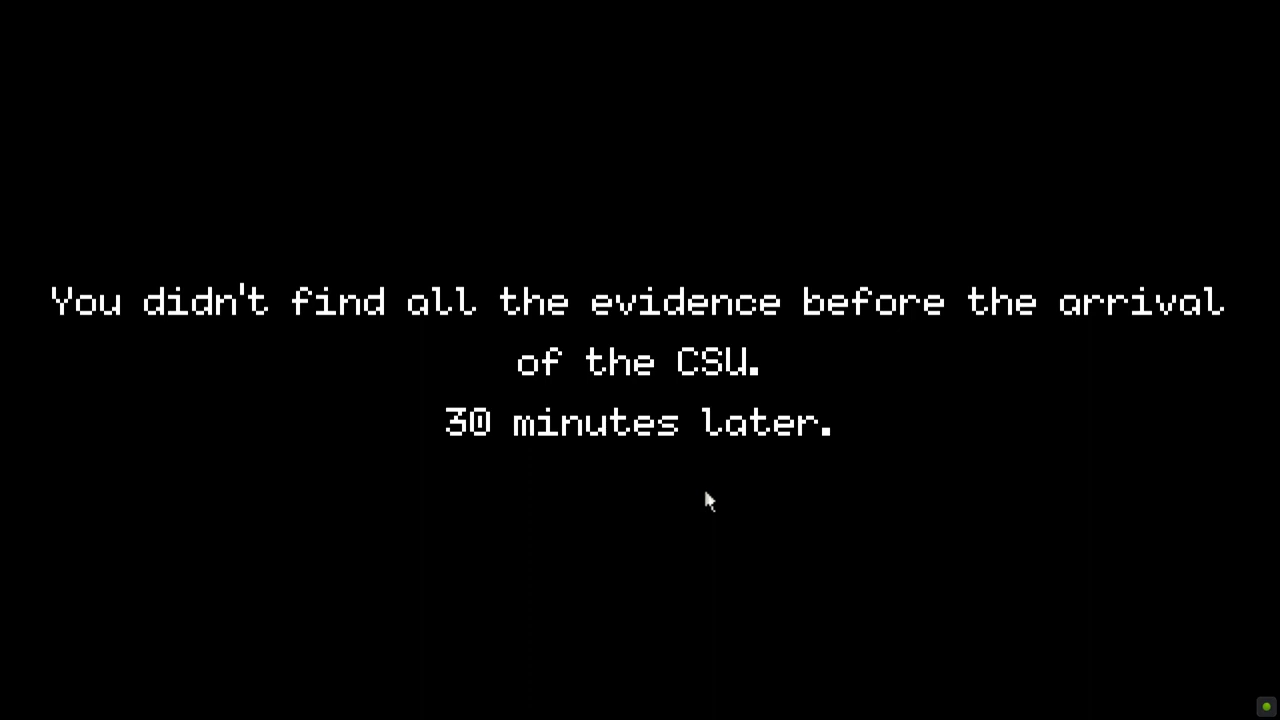 You didn't find all the evidence before the arrival
of the CSU.
30 minutes later.